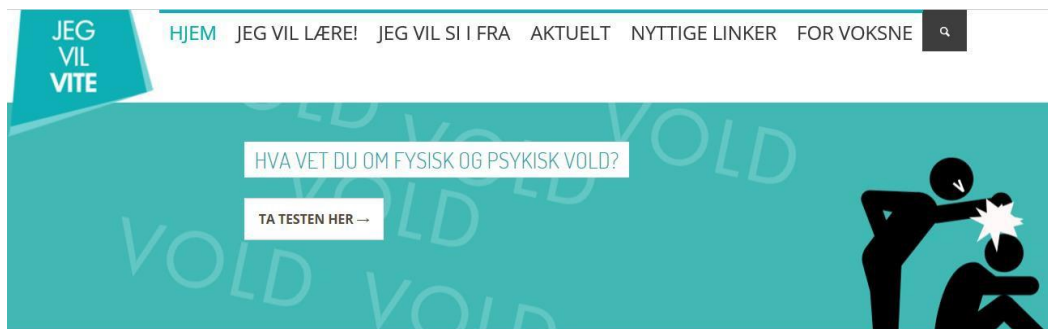 JEG
VIL
VITE
HJEM JEG VIL LÆRE! JEG VIL SI I FRA AKTUELT NYTTIGE LINKER FOR VOKSNE
VOLD VOLD VOLD
HVA VET DU OM FYSISK OG PSYKISK VOLD?
VOLD
TA TESTEN HER →
VOLD VOLD